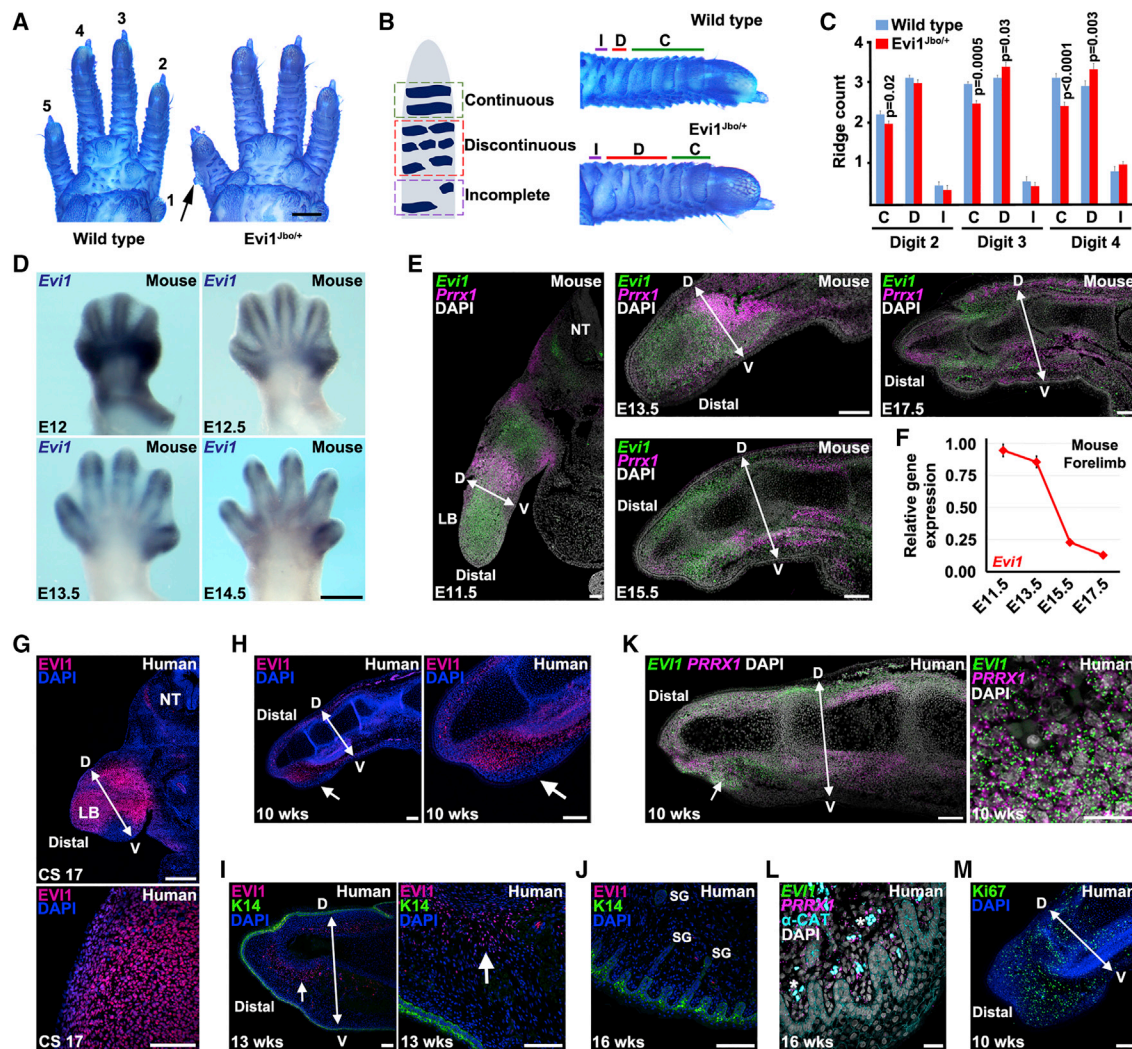 A
4
3
2
5
1
Wild type
Evi1Jbo/+
B
Continuous
Discontinuous
Incomplete
Wild type
I D C
Evi1Jbo/+
I D C
C
Wild type
Evi1Jbo/+
Ridge count
4
3
2
1
p=0.02
p=0.0005
p=0.03
p<0.0001
p=0.003
C D I C D I C D I
Digit 2 Digit 3 Digit 4
D
Evi1 Mouse
E12
Evi1 Mouse
E12.5
Evi1 Mouse
E13.5
Evi1 Mouse
E14.5
E
Evi1 Mouse
Prrx1
DAPI
NT
D
V
LB
Distal
E11.5
Evi1 Mouse
Prrx1
DAPI
D
V
Distal
E13.5
Mouse
D
V
Distal
E17.5
Evi1 Mouse
Prrx1
DAPI
D
Distal
V
E15.5
F
Mouse
Forelimb
Relative gene
expression
1.00
0.75
0.50
0.25
0.00
Evi1
E11.5
E13.5
E15.5
E17.5
G
EVI1 Human
DAPI
NT
D
LB
Distal
V
CS 17
EVI1 Human
DAPI
CS 17
H
EVI1 Human
DAPI
D
Distal
V
10 wks
EVI1 Human
DAPI
10 wks
I
EVI1 Human
K14
DAPI
D
Distal
V
13 wks
EVI1 Human
K14
DAPI
13 wks
J
EVI1 Human
K14
DAPI
SG
SG
SG
16 wks
K
EVI1 PRRX1 DAPI Human
D
Distal
V
10 wks
EVI1 Human
PRRX1
DAPI
10 wks
L
EVI1 Human
PRRX1
α-CAT
DAPI
*
*
16 wks
M
Ki67 Human
DAPI
D
V
10 wks